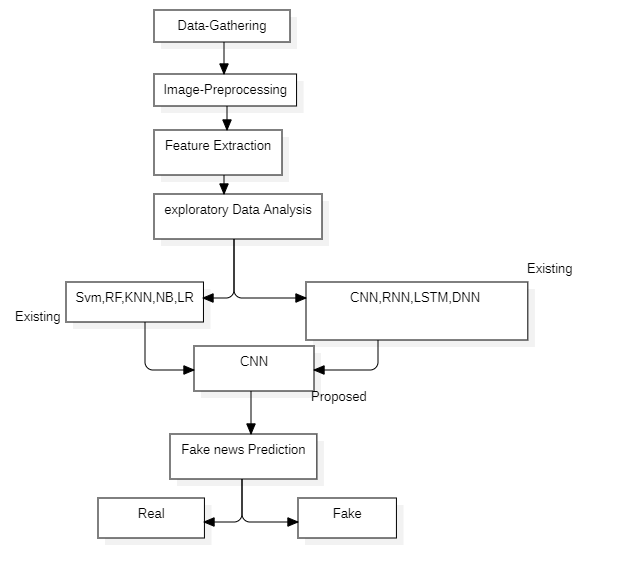 Data-Gathering
Image-Preprocessing
Feature Extraction
exploratory Data Analysis
Existing
Svm,RF,KNN,NB,LR
CNN,RNN,LSTM,DNN
Existing
CNN
Proposed
Fake news Prediction
Real
Fake